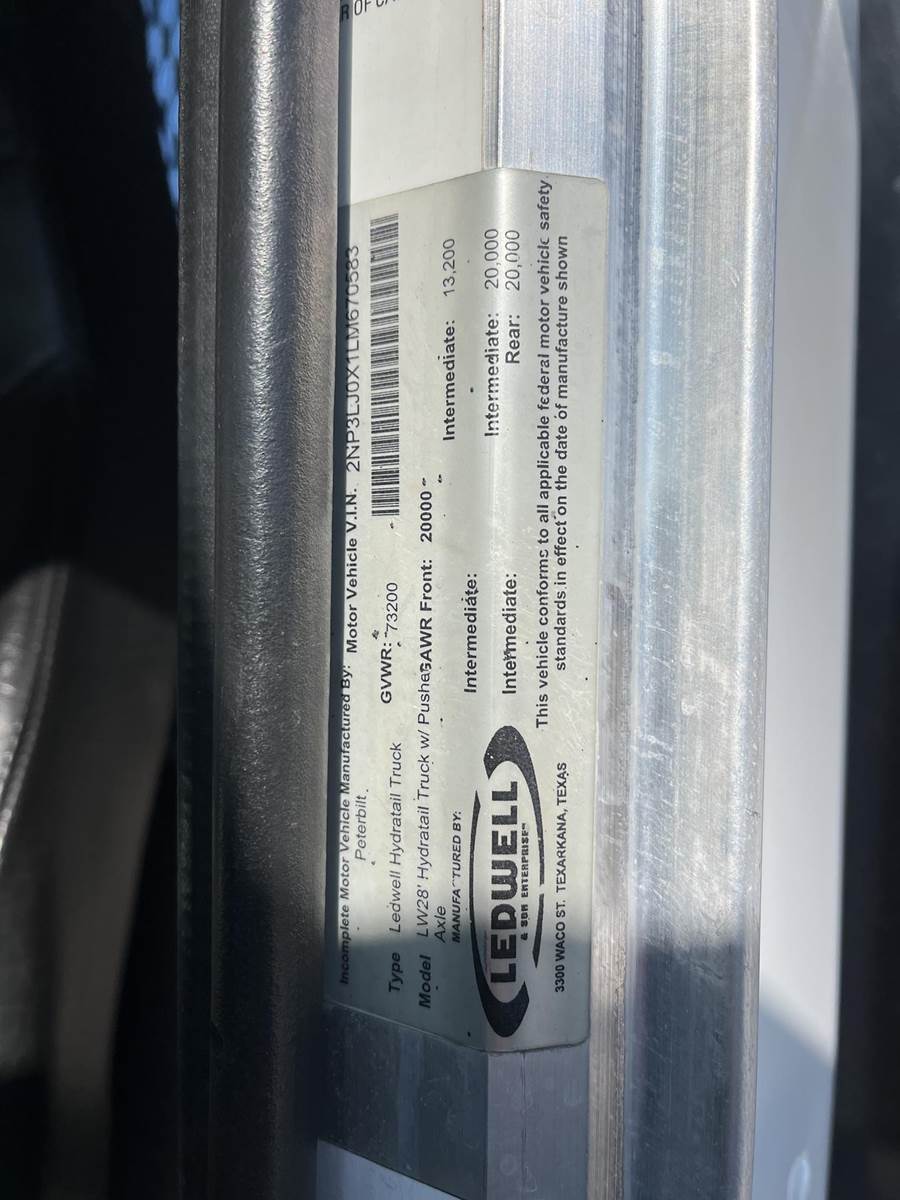 R OF
Incomplete Motor Vehicle Manufactured By: Motor Vehicle V.I.N. 2NP3LJ0X1LM670583
Peterbilt
Type Ledwell Hydratail Truck GVWR: 73200
Model LW28' Hydratail Truck w/ Pusher GAWR Front: 20000
Axle
Intermediate: 13,200
MANUFACTURED BY:
Intermediate:
Intermediate: 20,000
Intermediate: Rear: 20,000
LEDWELL
& SON ENTERPRISES
This vehicle conforms to all applicable federal motor vehicle safety
standards in effect on the date of manufacture shown
3300 WACO ST. TEXARKANA, TEXAS